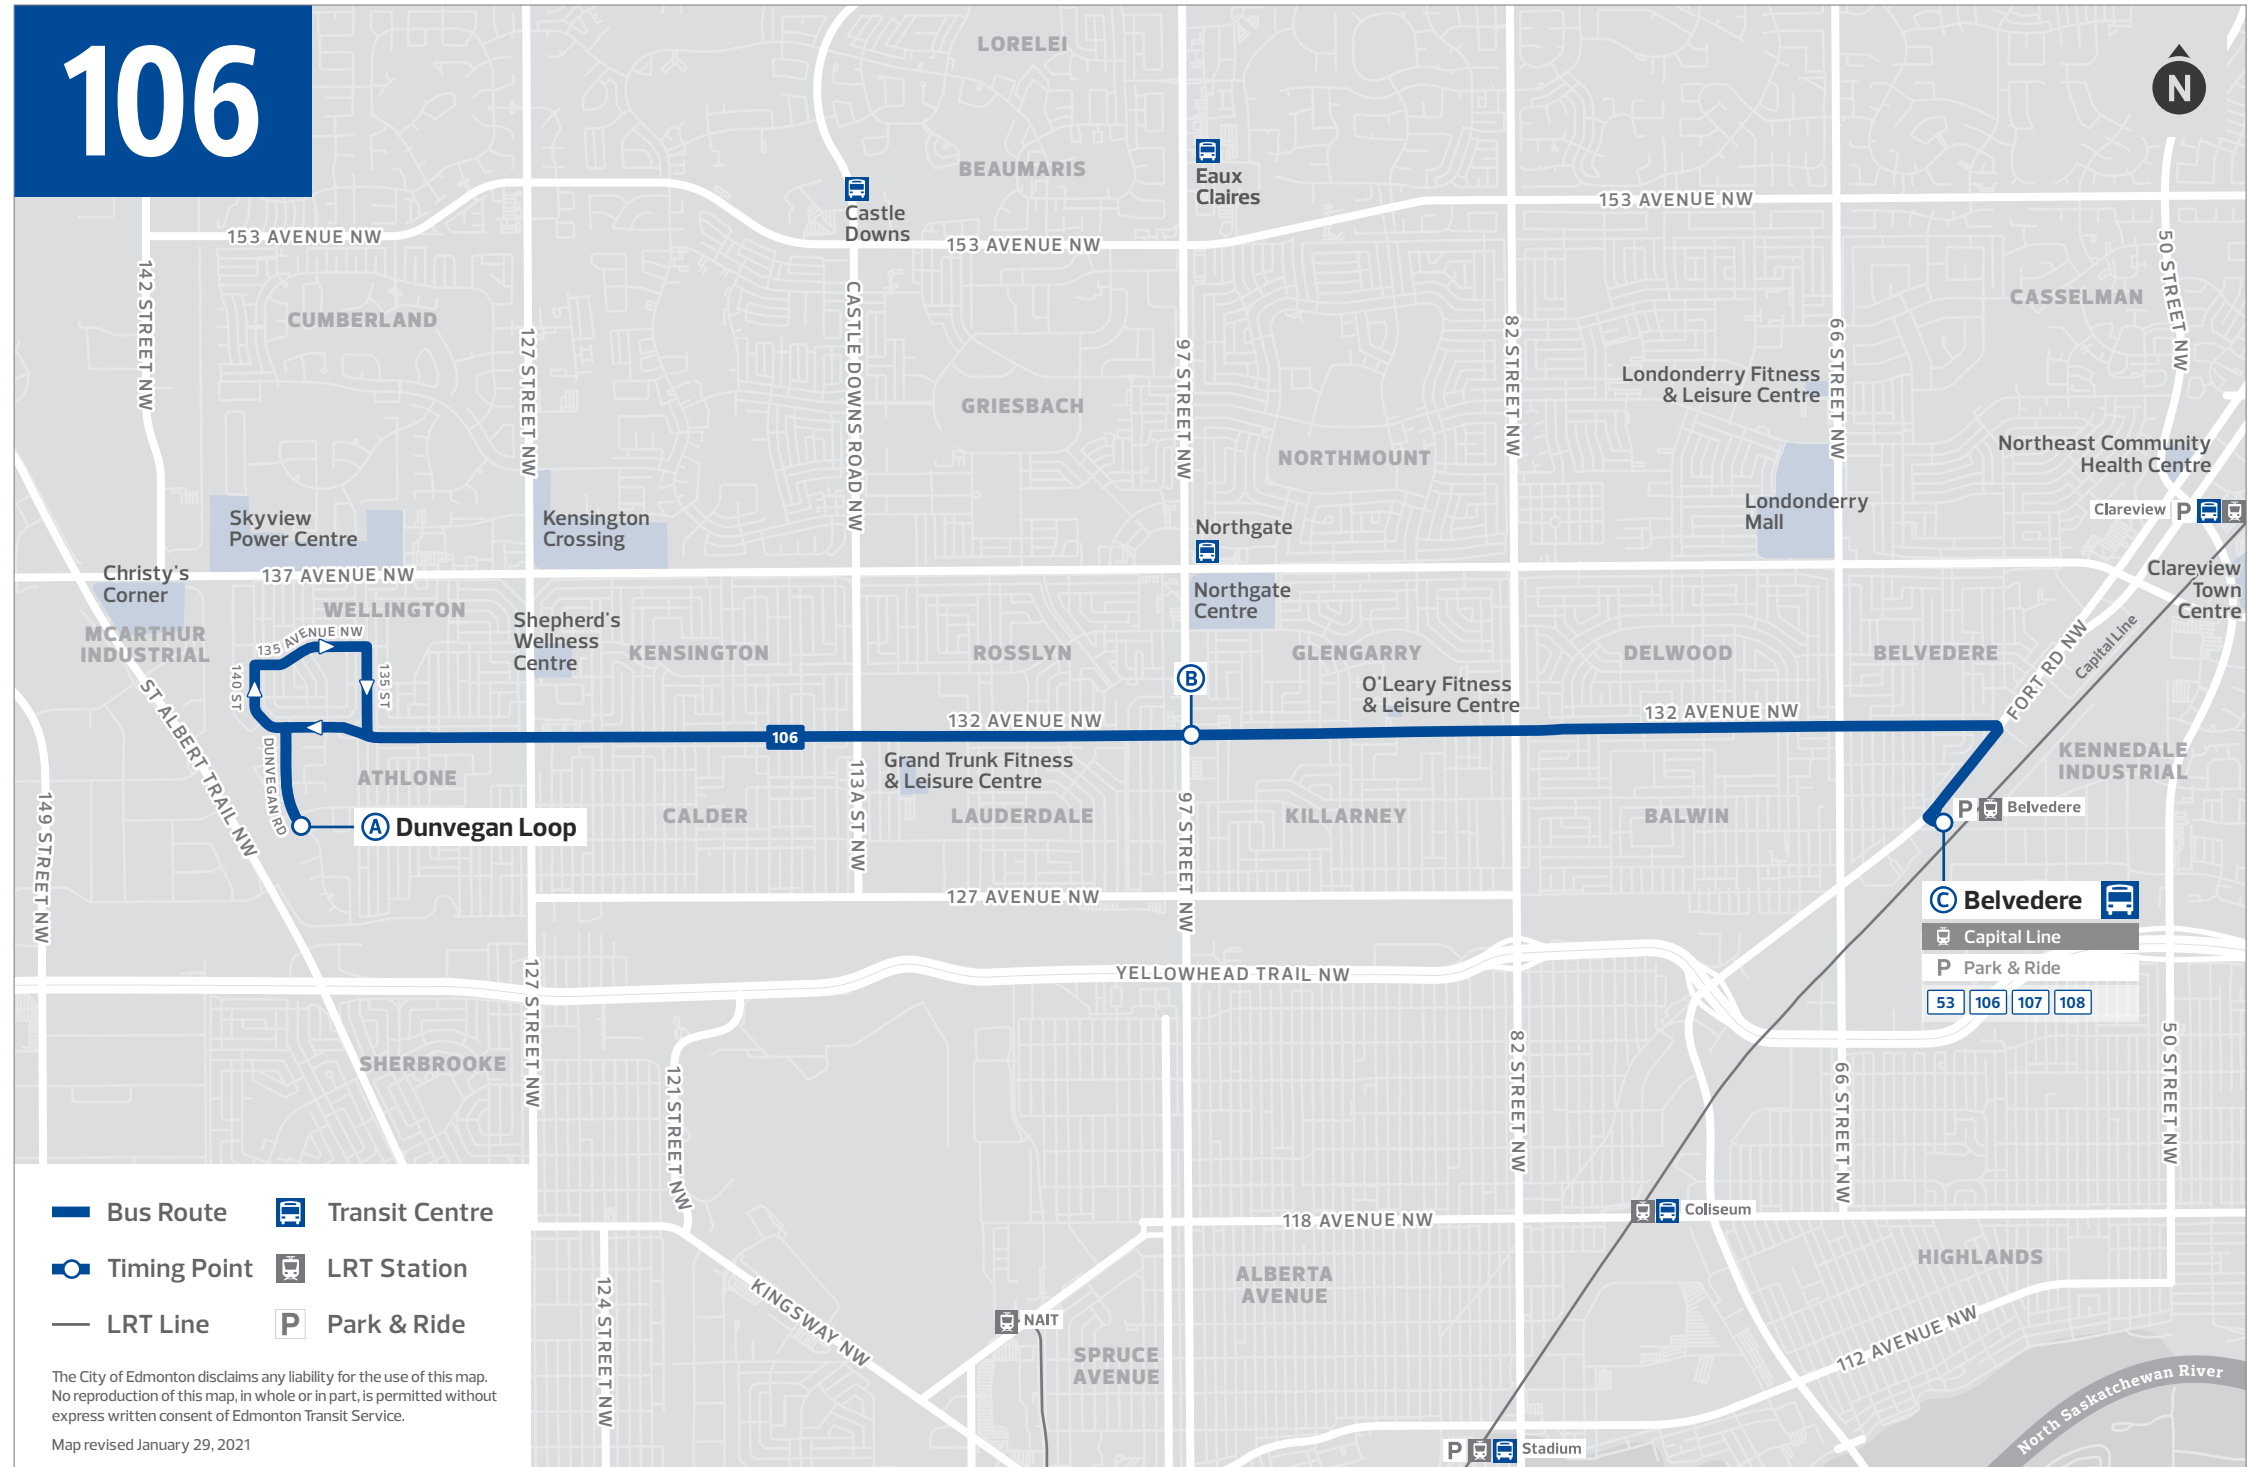 106
N
LORELEI
BEAUMARIS
Eaux
Claires
Castle
Downs
153 AVENUE NW
153 AVENUE NW
153 AVENUE NW
142 STREET NW
127 STREET NW
CASTLE DOWNS ROAD NW
97 STREET NW
82 STREET NW
66 STREET NW
50 STREET NW
CUMBERLAND
CASSELMAN
GRIESBACH
NORTHMOUNT
Londonderry Fitness
& Leisure Centre
Northeast Community
Health Centre
Londonderry
Mall
Clareview P
Skyview
Power Centre
Kensington
Crossing
Northgate
Christy's
Corner
137 AVENUE NW
Northgate
Centre
Clareview
Town
Centre
WELLINGTON
MCARTHUR
INDUSTRIAL
Shepherd's
Wellness
Centre
135 AVENUE NW
140 ST
135 ST
KENSINGTON
ROSSLYN
GLENGARRY
DELWOOD
BELVEDERE
Capital Line
FORT RD NW
B
O'Leary Fitness
& Leisure Centre
132 AVENUE NW
132 AVENUE NW
106
ST ALBERT TRAIL NW
DUNVEGAN RD
ATHLONE
Grand Trunk Fitness
& Leisure Centre
KENNEDALE
INDUSTRIAL
149 STREET NW
113A ST NW
97 STREET NW
CALDER
LAUDERDALE
KILLARNEY
BALWIN
P Belvedere
A Dunvegan Loop
127 AVENUE NW
C Belvedere
Capital Line
P Park & Ride
53 106 107 108
YELLOWHEAD TRAIL NW
127 STREET NW
SHERBROOKE
121 STREET NW
82 STREET NW
66 STREET NW
50 STREET NW
118 AVENUE NW
Coliseum
HIGHLANDS
ALBERTA
AVENUE
124 STREET NW
KINGSWAY NW
NAIT
SPRUCE
AVENUE
112 AVENUE NW
North Saskatchewan River
P Stadium
Bus Route
Transit Centre
Timing Point
LRT Station
LRT Line
P Park & Ride
The City of Edmonton disclaims any liability for the use of this map.
No reproduction of this map, in whole or in part, is permitted without
express written consent of Edmonton Transit Service.
Map revised January 29, 2021